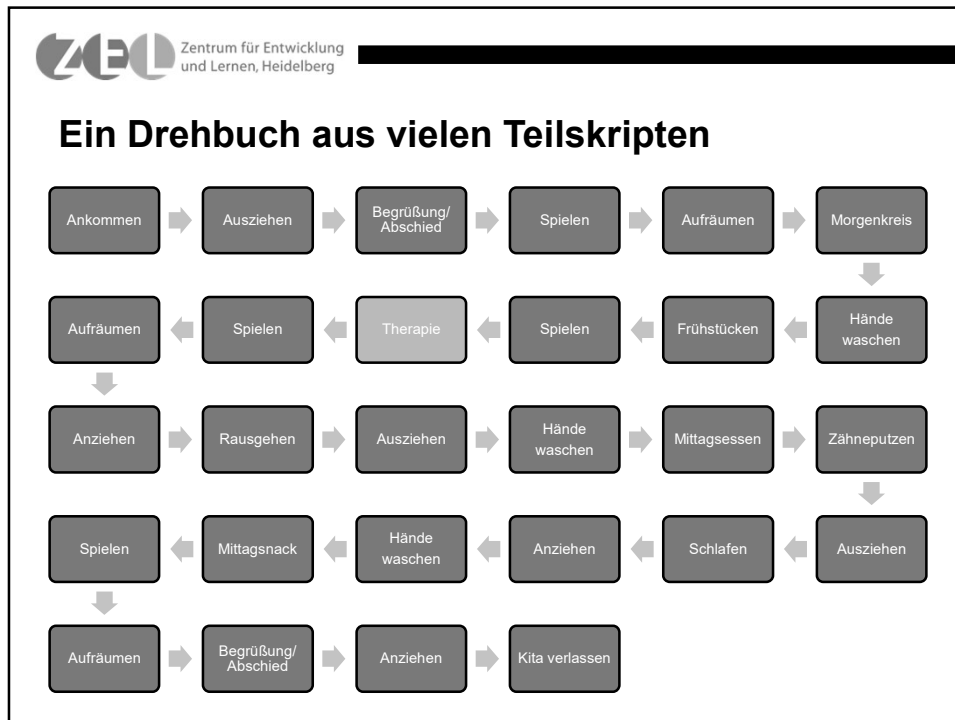 ZEL
Zentrum für Entwicklung
und Lernen, Heidelberg
Ein Drehbuch aus vielen Teilskripten
Ankommen
Ausziehen
Begrüßung/
Abschied
Spielen
Aufräumen
Morgenkreis
Aufräumen
Spielen
Therapie
Spielen
Frühstücken
Hände
waschen
Anziehen
Rausgehen
Ausziehen
Hände
waschen
Mittagsessen
Zähneputzen
Spielen
Mittagsnack
Hände
waschen
Anziehen
Schlafen
Ausziehen
Aufräumen
Begrüßung/
Abschied
Anziehen
Kita verlassen